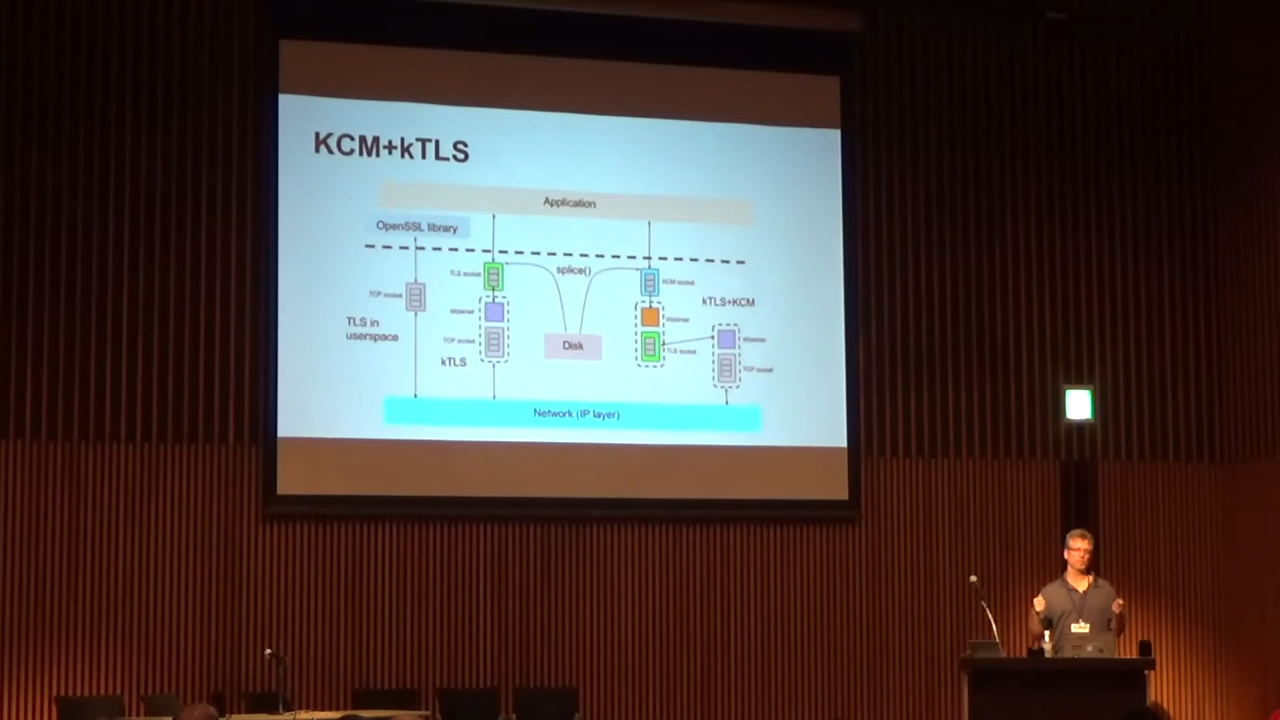 KCM+kTLS
Application
OpenSSL library
splice()
TLS socket
KCM socket
TCP socket
kTLS+KCM
strparser
strparser
TLS in
userspace
TCP socket
strparser
Disk
TLS socket
kTLS
TCP socket
Network (IP layer)